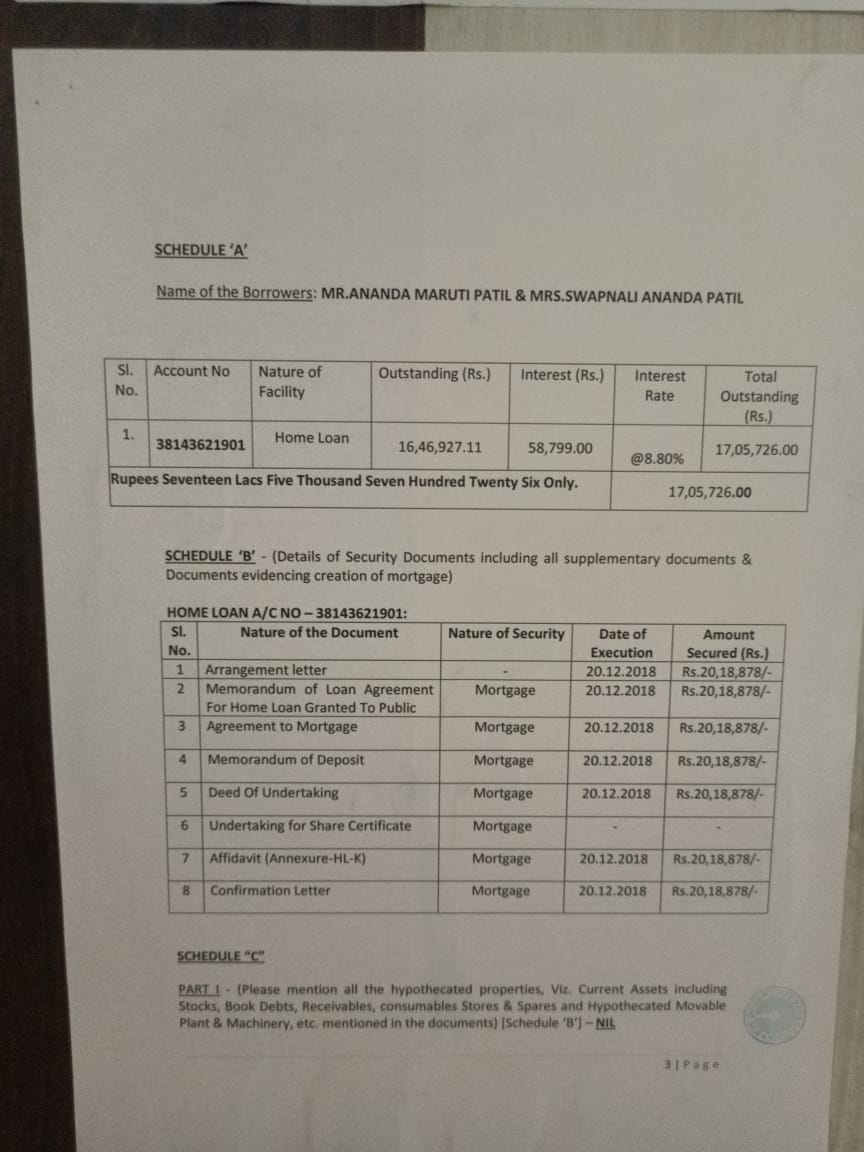 SCHEDULE ‘A’
Name of the Borrowers: MR.ANANDA MARUTI PATIL & MRS.SWAPNALI ANANDA PATIL
Sl. No. Account No Nature of Facility Outstanding (Rs.) Interest (Rs.) Interest Rate Total Outstanding (Rs.)
1. 38143621901 Home Loan 16,46,927.11 58,799.00 @8.80% 17,05,726.00
Rupees Seventeen Lacs Five Thousand Seven Hundred Twenty Six Only. 17,05,726.00
SCHEDULE ‘B’ - (Details of Security Documents including all supplementary documents &
Documents evidencing creation of mortgage)
HOME LOAN A/C NO – 38143621901:
Sl. No. Nature of the Document Nature of Security Date of Execution Amount Secured (Rs.)
1 Arrangement letter - 20.12.2018 Rs.20,18,878/-
2 Memorandum of Loan Agreement For Home Loan Granted To Public Mortgage 20.12.2018 Rs.20,18,878/-
3 Agreement to Mortgage Mortgage 20.12.2018 Rs.20,18,878/-
4 Memorandum of Deposit Mortgage 20.12.2018 Rs.20,18,878/-
5 Deed Of Undertaking Mortgage 20.12.2018 Rs.20,18,878/-
6 Undertaking for Share Certificate Mortgage - -
7 Affidavit (Annexure-HL-K) Mortgage 20.12.2018 Rs.20,18,878/-
8 Confirmation Letter Mortgage 20.12.2018 Rs.20,18,878/-
SCHEDULE “C”
PART I - (Please mention all the hypothecated properties, Viz. Current Assets including
Stocks, Book Debts, Receivables, consumables Stores & Spares and Hypothecated Movable
Plant & Machinery, etc. mentioned in the documents) [Schedule ‘B’] – NIL
3 | Page